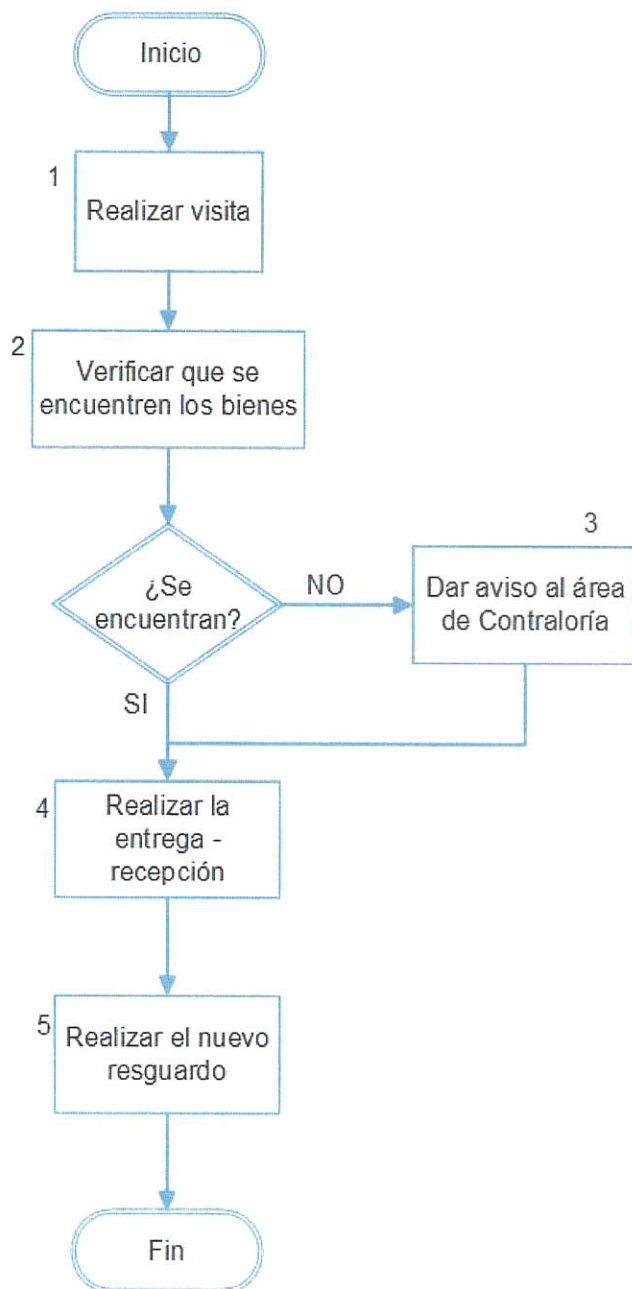 Inicio
1
Realizar visita
2
Verificar que se
encuentren los bienes
3
¿Se
encuentran?
NO
Dar aviso al área
de Contraloría
SI
4
Realizar la
entrega -
recepción
5
Realizar el nuevo
resguardo
Fin